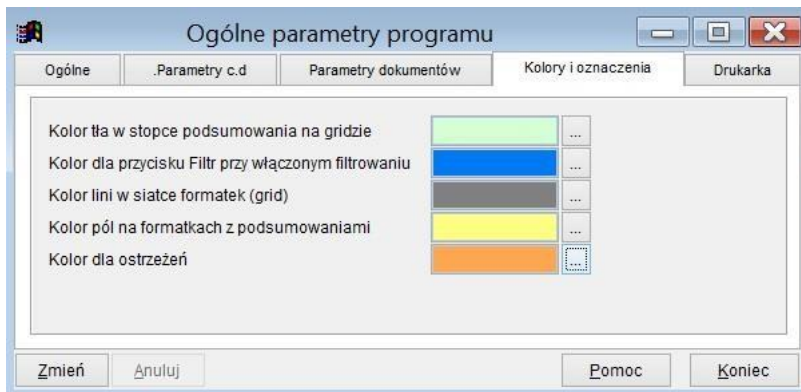 Ogólne parametry programu
Ogólne .Parametry c.d Parametry dokumentów Kolory i oznaczenia Drukarka
Kolor tła w stopce podsumowania na gridzie ...
Kolor dla przycisku Filtr przy włączonym filtrowaniu ...
Kolor lini w siatce formatek (grid) ...
Kolor pól na formatkach z podsumowaniami ...
Kolor dla ostrzeżeń ...
Zmień Anuluj Pomoc Koniec